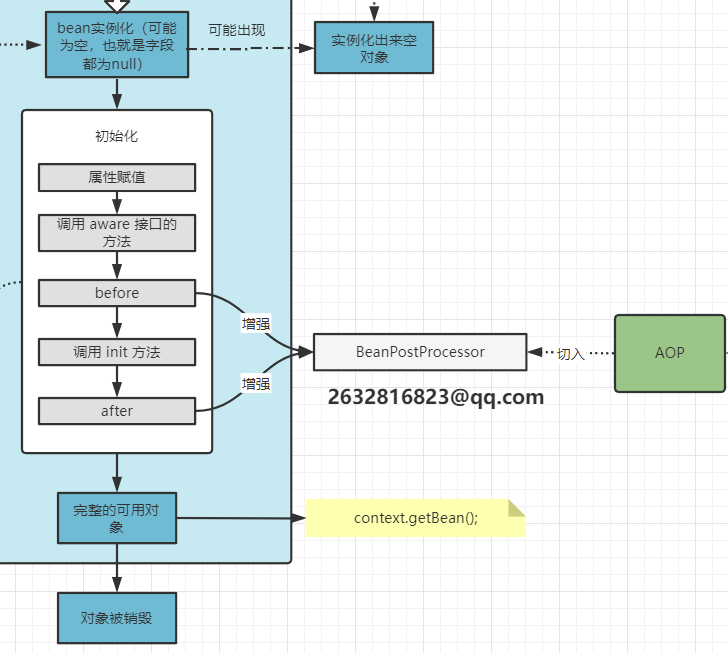 bean实例化（可能
为空，也就是字段
都为null）
可能出现
实例化出来空
对象
初始化
属性赋值
调用 aware 接口的
方法
before
增强
调用 init 方法
BeanPostProcessor
切入
AOP
增强
after
2632816823@qq.com
完整的可用对
象
context.getBean();
对象被销毁